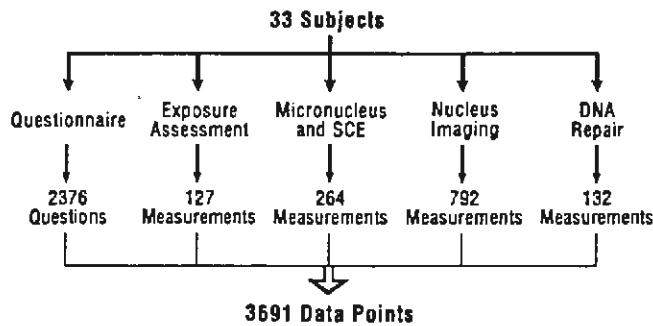 33 Subjects
Questionnaire
Exposure
Assessment
Micronucleus
and SCE
Nucleus
Imaging
DNA
Repair
2376
Questions
127
Measurements
264
Measurements
792
Measurements
132
Measurements
3691 Data Points